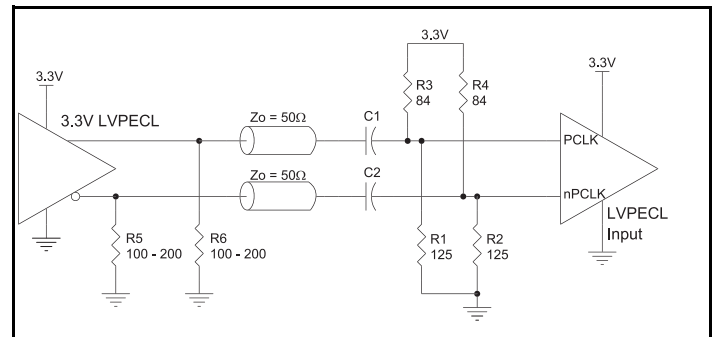 3.3V
3.3V
3.3V
3.3V LVPECL
R3
84
R4
84
Zo = 50Ω
C1
PCLK
Zo = 50Ω
C2
nPCLK
LVPECL
Input
R5
100 - 200
R6
100 - 200
R1
125
R2
125